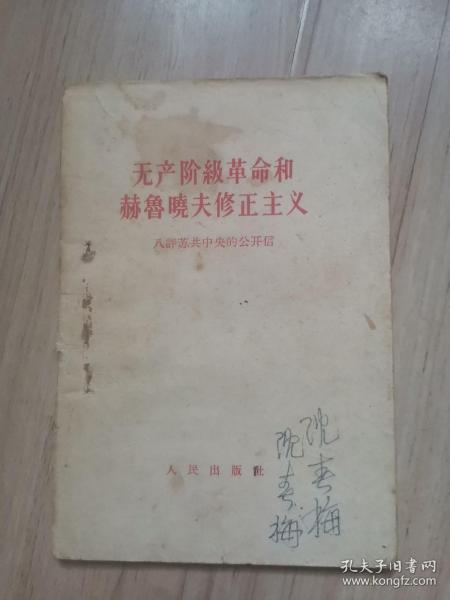 无产阶級革命和
赫魯曉夫修正主义
八評苏共中央的公开信
人民出版社
沈春梅
沈春梅
孔夫子旧书网
www.kongfz.com